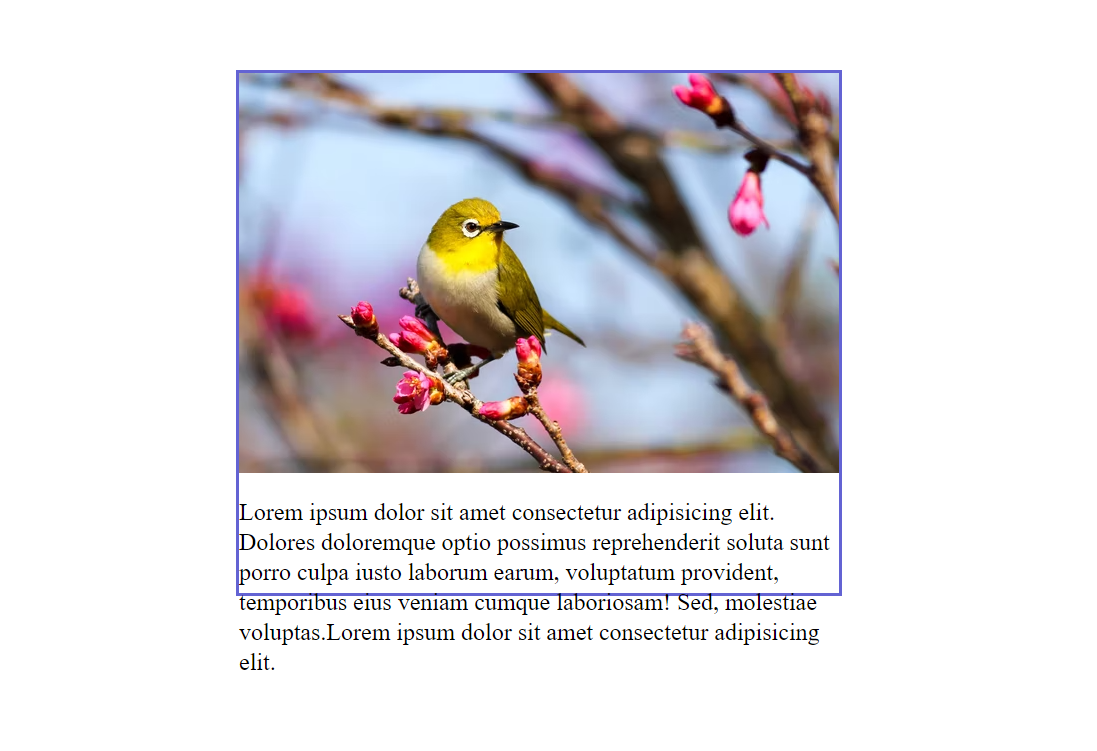 Lorem ipsum dolor sit amet consectetur adipisicing elit.
Dolores doloremque optio possimus reprehenderit soluta sunt
porro culpa iusto laborum earum, voluptatum provident,
temporibus eius veniam cumque laboriosam! Sed, molestiae
voluptas.Lorem ipsum dolor sit amet consectetur adipisicing
elit.